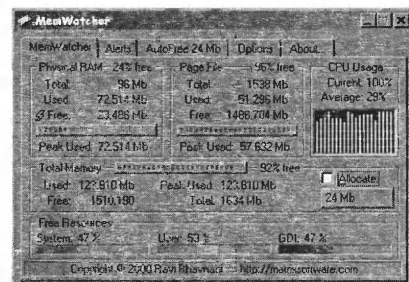 MemWatcher
MemWatcher Alerts AutoFree 24 Mb Options About...
Physical RAM 24% free
Total: 96 Mb
Used: 72.514 Mb
Free: 23.486 Mb
Peak Used: 72.514 Mb
Page File 96% free
Total: 1538 Mb
Used: 51.296 Mb
Free: 1486.704 Mb
Peak Used: 57.632 Mb
CPU Usage
Current: 100%
Average: 29%
Total Memory 92% free
Used: 123.810 Mb Peak Used: 123.810 Mb
Free: 1510.190 Total: 1634 Mb
Allocate
24 Mb
Free Resources
System: 47 % User: 53 % GDI: 47 %
Copyright © 2000 Ravi Bhavnani http://matrixsoftware.com